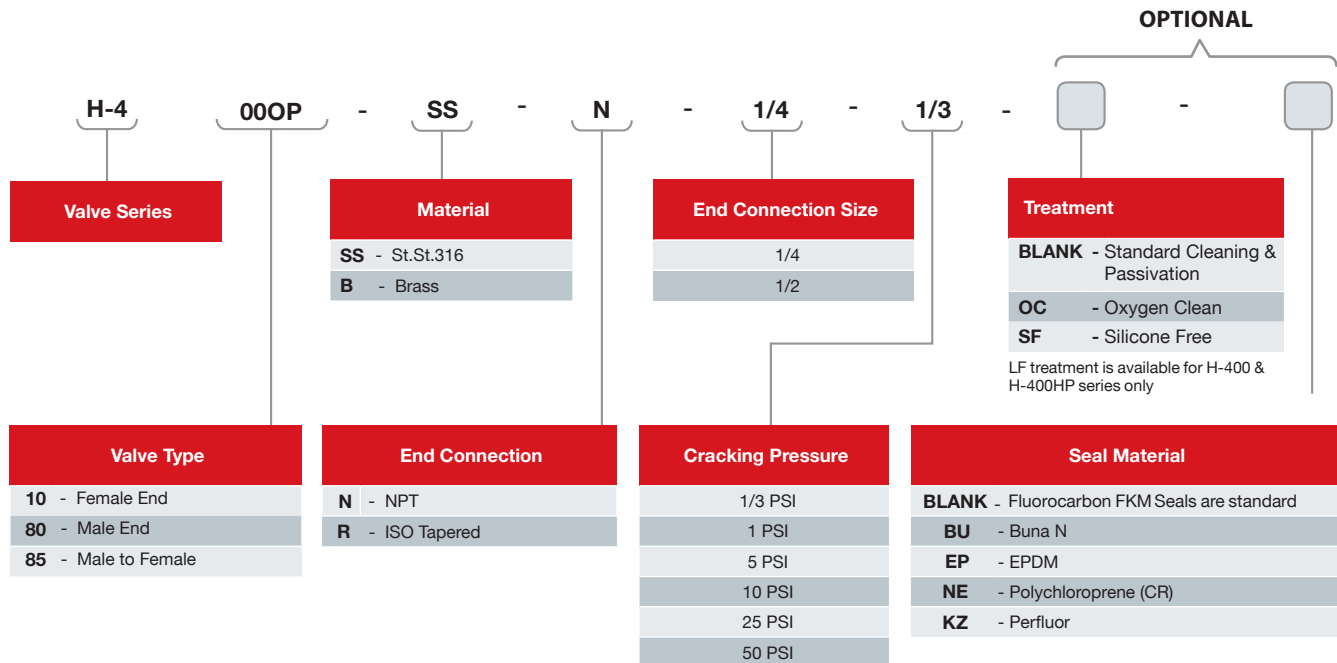 OPTIONAL
H-4 00OP - SS - N - 1/4 - 1/3 - -
Valve Series
Material
SS - St.St.316
B - Brass
End Connection Size
1/4
1/2
Treatment
BLANK - Standard Cleaning &
Passivation
OC - Oxygen Clean
SF - Silicone Free
LF treatment is available for H-400 &
H-400HP series only
Valve Type
10 - Female End
80 - Male End
85 - Male to Female
End Connection
N - NPT
R - ISO Tapered
Cracking Pressure
1/3 PSI
1 PSI
5 PSI
10 PSI
25 PSI
50 PSI
Seal Material
BLANK - Fluorocarbon FKM Seals are standard
BU - Buna N
EP - EPDM
NE - Polychloroprene (CR)
KZ - Perfluor